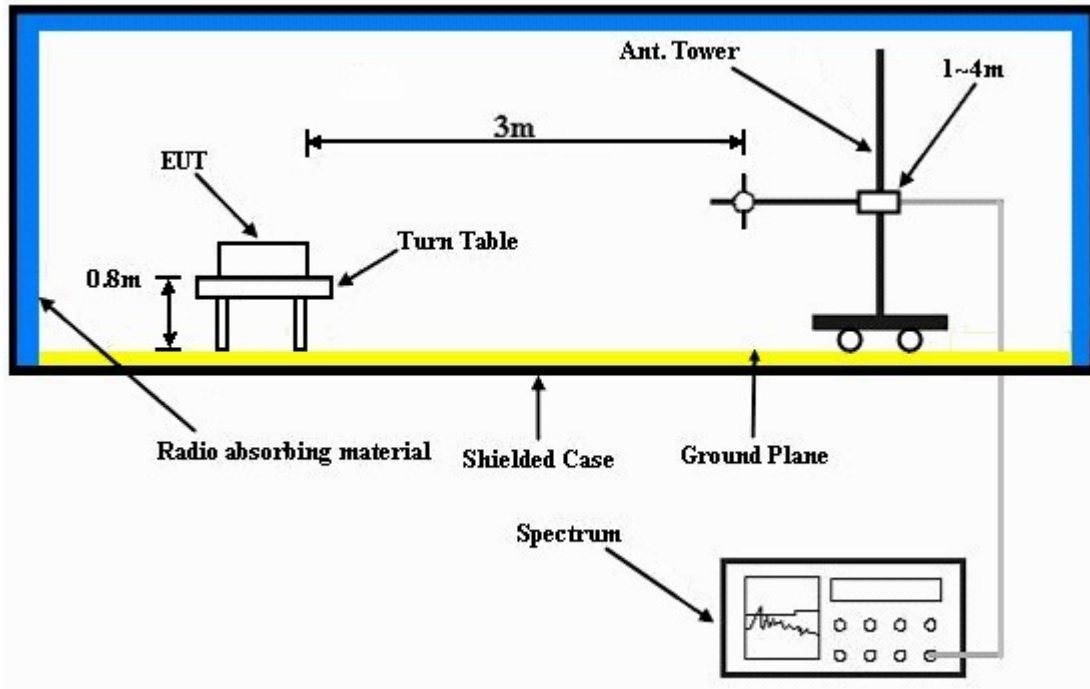 Ant. Tower
1~4m
3m
EUT
Turn Table
0.8m
Radio absorbing material
Shielded Case
Ground Plane
Spectrum